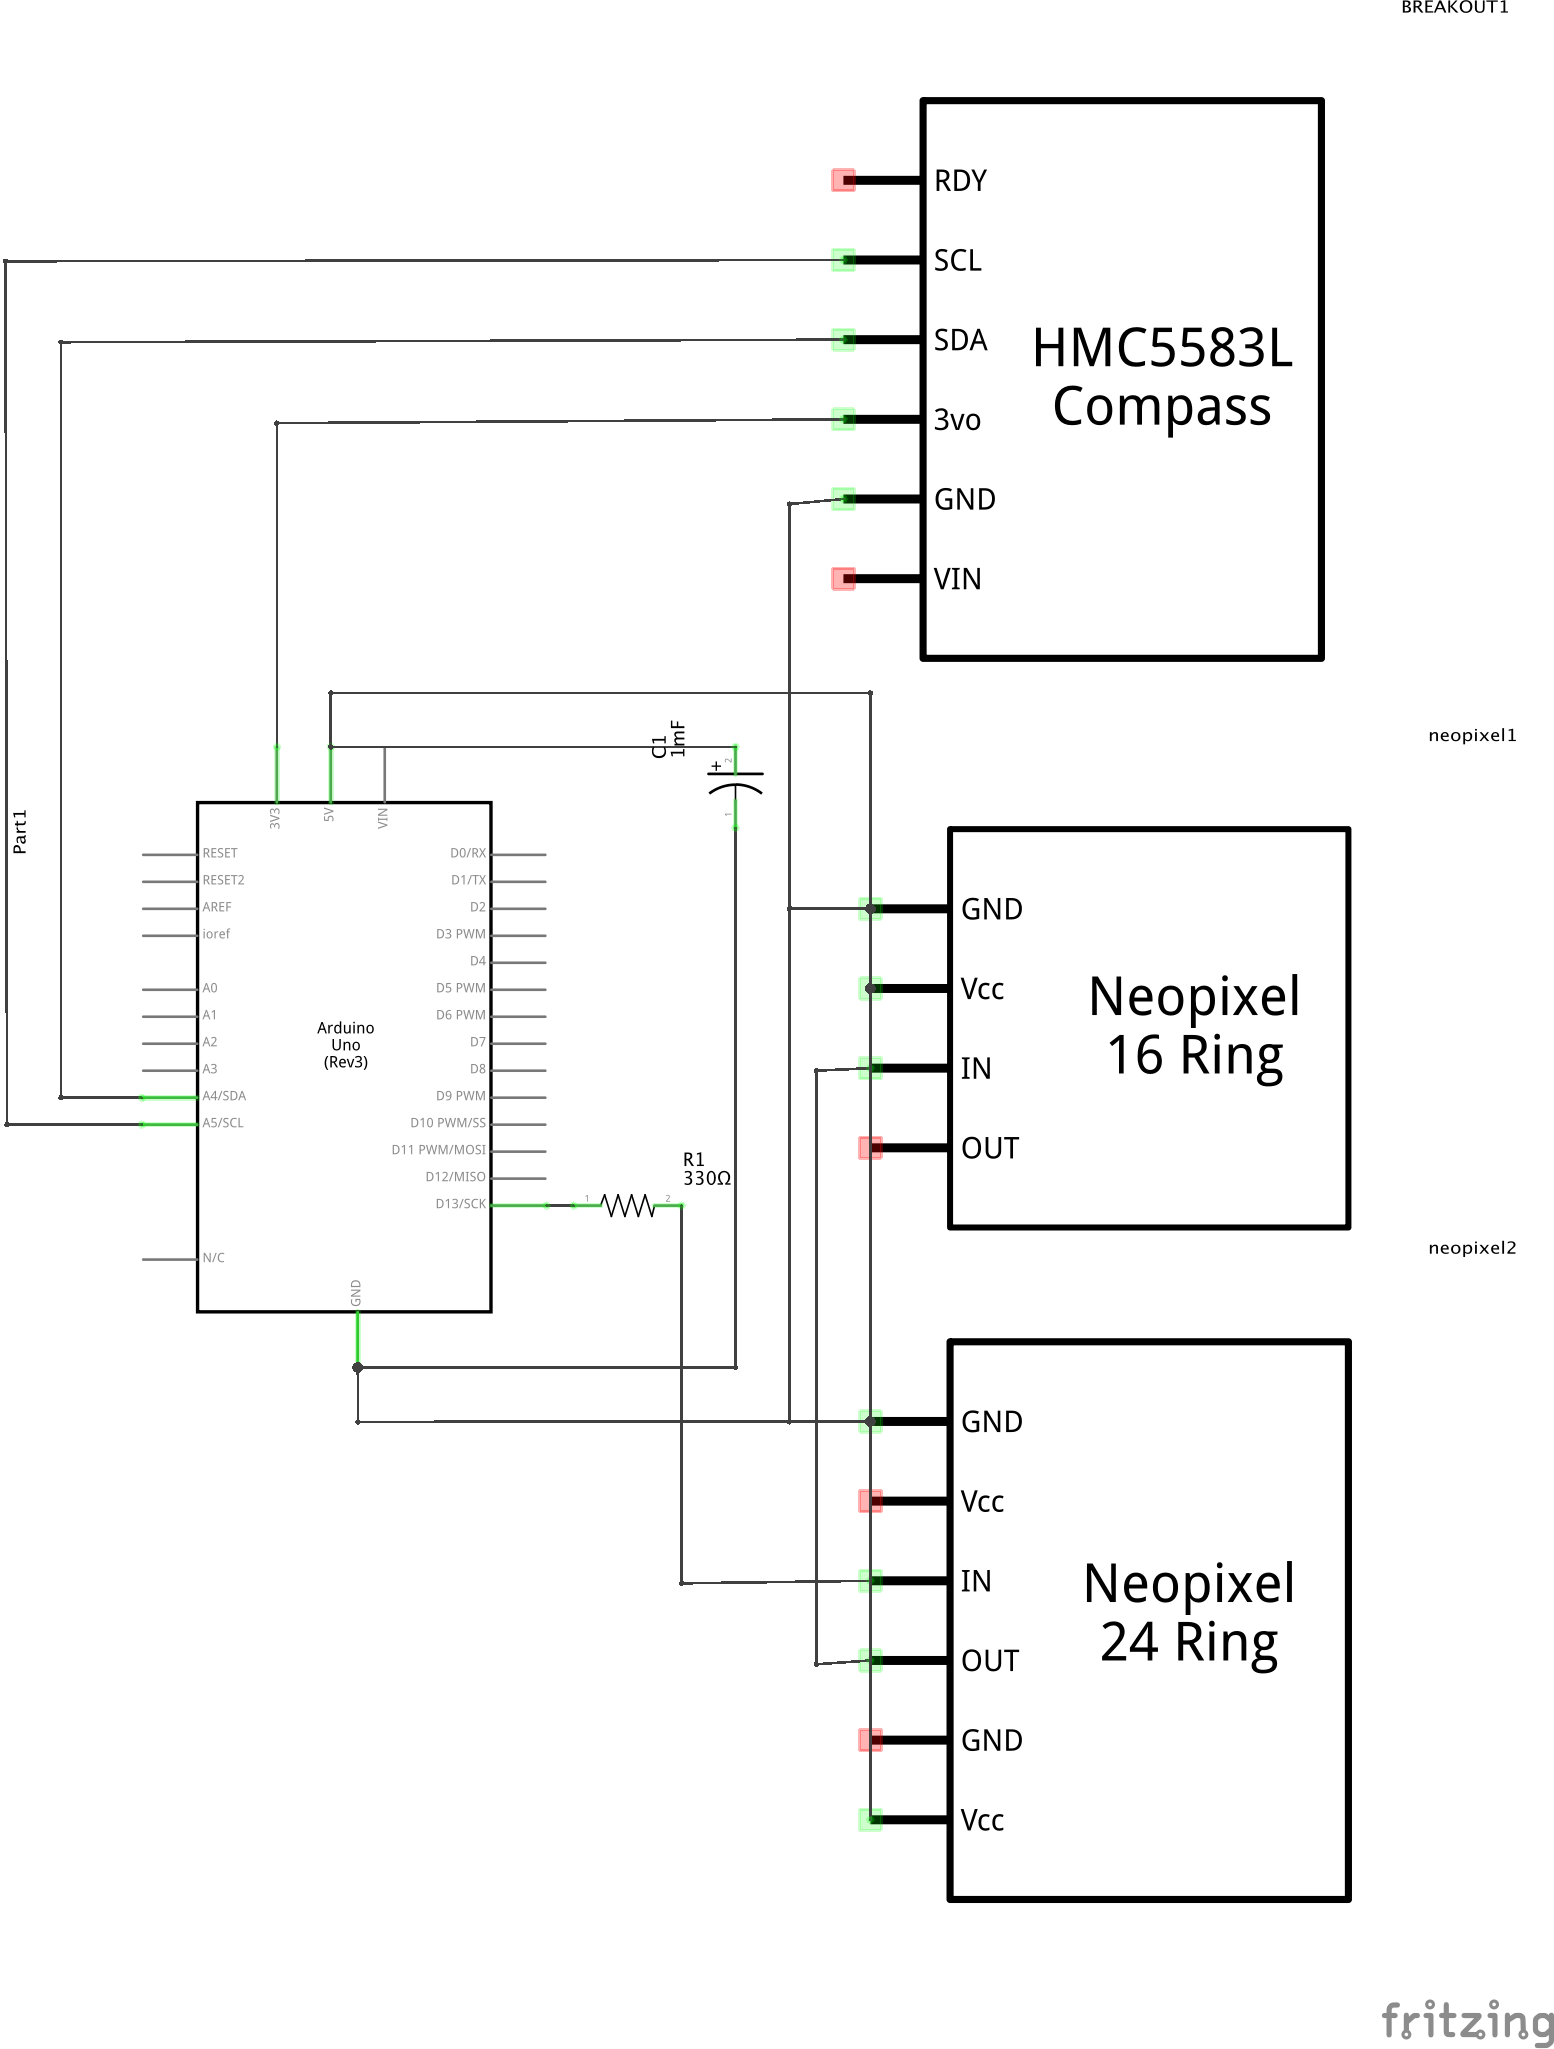 BREAKOUT1
RDY
SCL
SDA
HMC5583L
Compass
3vo
GND
VIN
neopixel1
C1
1mF
+
2
1
3V3
5V
VIN
Part1
RESET
RESET2
AREF
ioref
A0
A1
A2
A3
A4/SDA
A5/SCL
N/C
Arduino
Uno
(Rev3)
D0/RX
D1/TX
D2
D3 PWM
D4
D5 PWM
D6 PWM
D7
D8
D9 PWM
D10 PWM/SS
D11 PWM/MOSI
D12/MISO
D13/SCK
GND
R1
330Ω
1
2
GND
Vcc
IN
OUT
Neopixel
16 Ring
neopixel2
GND
Vcc
IN
OUT
GND
Vcc
Neopixel
24 Ring
fritzing